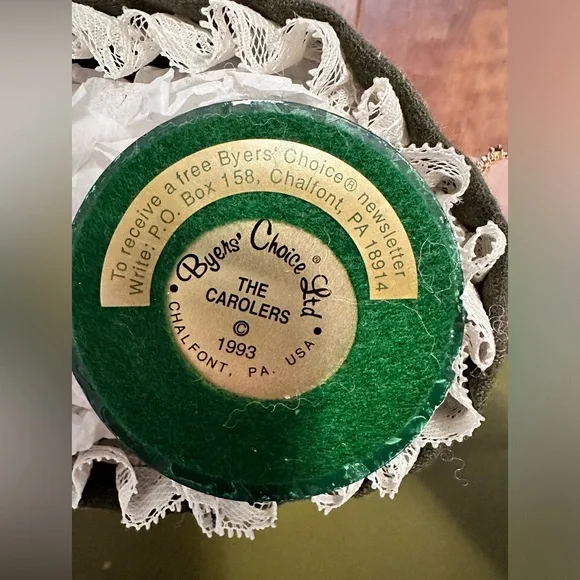 To receive a free Byers' Choice® newsletter
Write: P.O. Box 158, Chalfont, PA 18914
Byers' Choice® Ltd
THE
CAROLERS
©
1993
• CHALFONT, PA. USA •